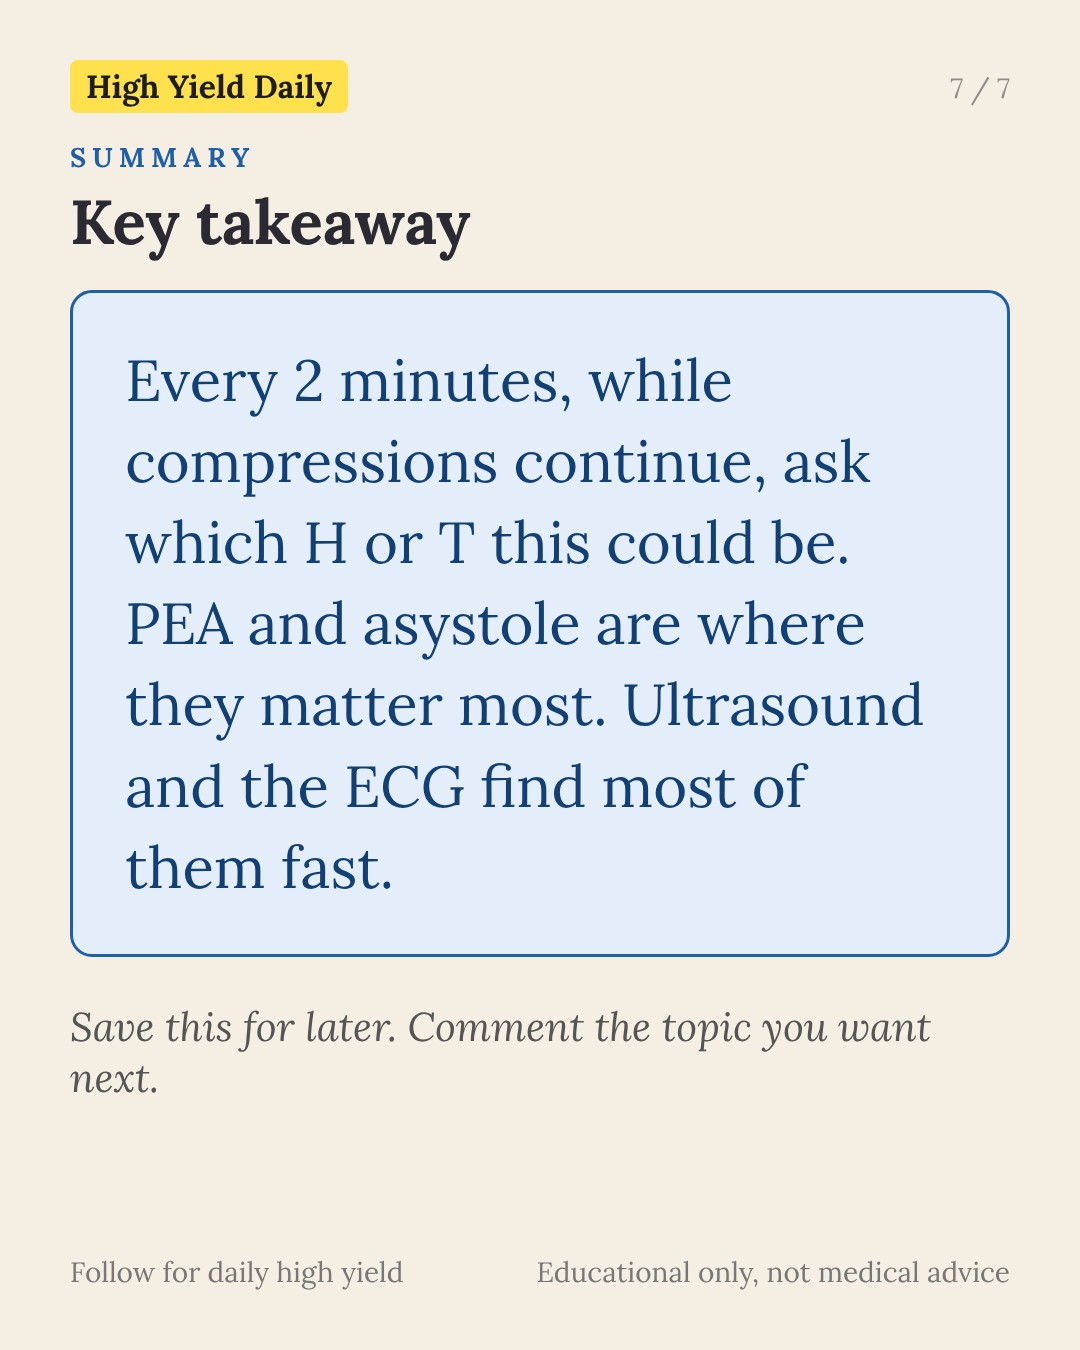 High Yield Daily
7 / 7
SUMMARY
Key takeaway
Every 2 minutes, while
compressions continue, ask
which H or T this could be.
PEA and asystole are where
they matter most. Ultrasound
and the ECG find most of
them fast.
Save this for later. Comment the topic you want
next.
Follow for daily high yield
Educational only, not medical advice